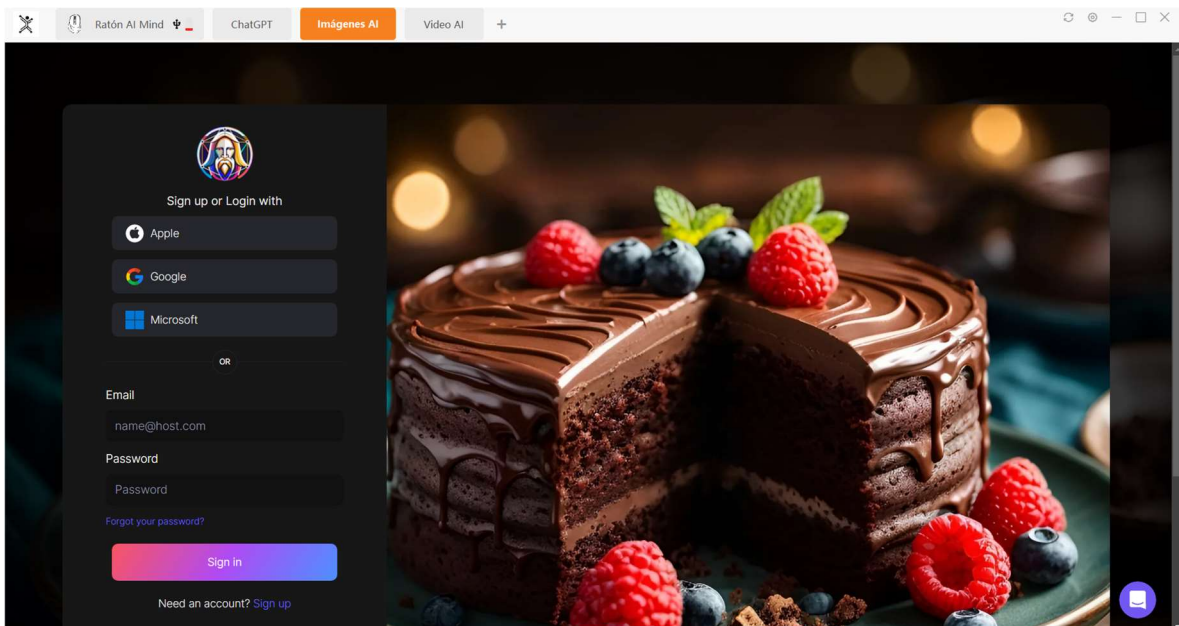 Ratón AI Mind
ChatGPT
Imágenes AI
Video AI
+
Sign up or Login with
Apple
Google
Microsoft
OR
Email
name@host.com
Password
Password
Forgot your password?
Sign in
Need an account? Sign up